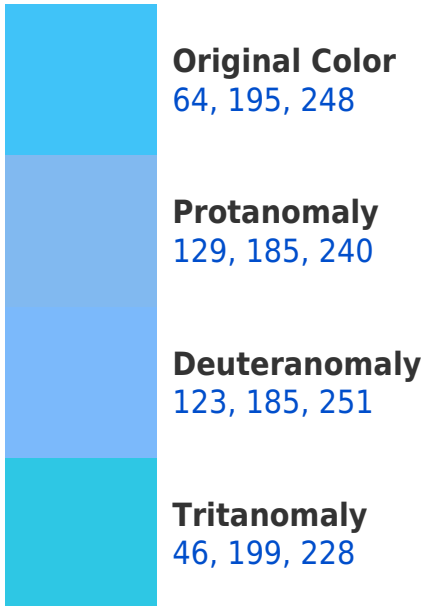 Original Color
64, 195, 248
Protanomaly
129, 185, 240
Deuteranomaly
123, 185, 251
Tritanomaly
46, 199, 228